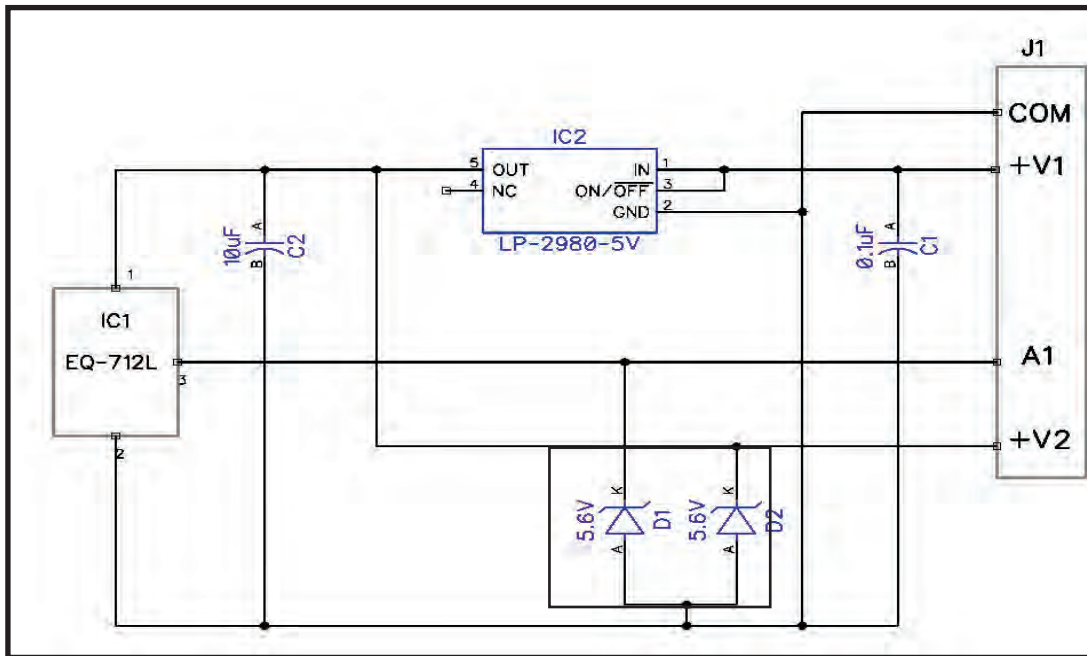 J1
COM
+V1
A1
+V2
IC2
5 OUT IN 1
4 NC ON/OFF 3
GND 2
LP-2980-5V
10uF A B C2
0.1uF A B C1
1
IC1
EQ-712L
3
2
5.6V K A D1
5.6V K A D2